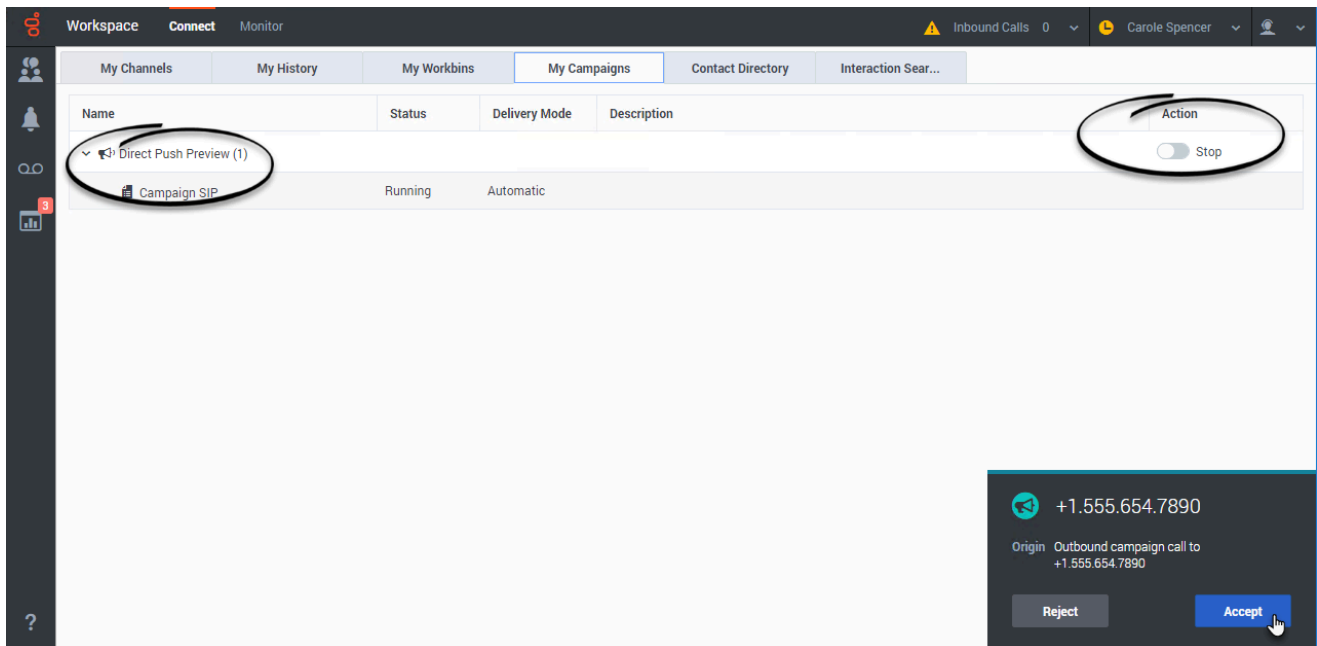 Workspace Connect Monitor Inbound Calls 0 Carole Spencer
My Channels My History My Workbins My Campaigns Contact Directory Interaction Sear...
Name Status Delivery Mode Description Action
Direct Push Preview (1) Stop
Campaign SIP Running Automatic
3
+1.555.654.7890
Origin Outbound campaign call to
+1.555.654.7890
Reject Accept
?